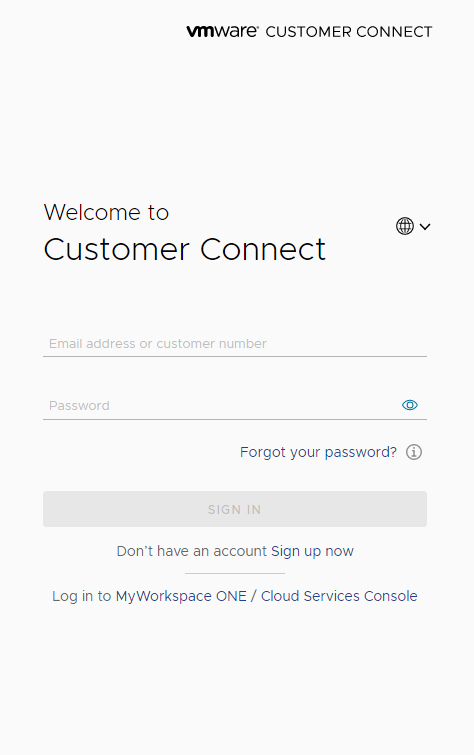 vmware® CUSTOMER CONNECT
Welcome to
Customer Connect
Email address or customer number
Password
Forgot your password?
SIGN IN
Don't have an account Sign up now
Log in to MyWorkspace ONE / Cloud Services Console